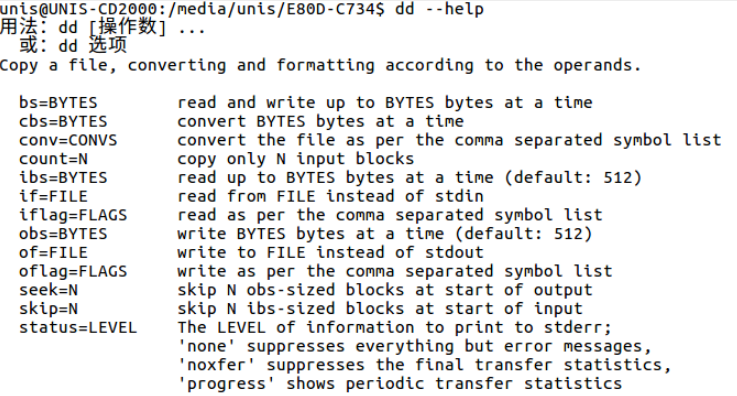 unis@UNIS-CD2000:/media/unis/E80D-C734$ dd --help
用法：dd [操作数] ...
　或：dd 选项
Copy a file, converting and formatting according to the operands.

  bs=BYTES        read and write up to BYTES bytes at a time
  cbs=BYTES       convert BYTES bytes at a time
  conv=CONVS      convert the file as per the comma separated symbol list
  count=N         copy only N input blocks
  ibs=BYTES       read up to BYTES bytes at a time (default: 512)
  if=FILE         read from FILE instead of stdin
  iflag=FLAGS     read as per the comma separated symbol list
  obs=BYTES       write BYTES bytes at a time (default: 512)
  of=FILE         write to FILE instead of stdout
  oflag=FLAGS     write as per the comma separated symbol list
  seek=N          skip N obs-sized blocks at start of output
  skip=N          skip N ibs-sized blocks at start of input
  status=LEVEL    The LEVEL of information to print to stderr;
                  'none' suppresses everything but error messages,
                  'noxfer' suppresses the final transfer statistics,
                  'progress' shows periodic transfer statistics